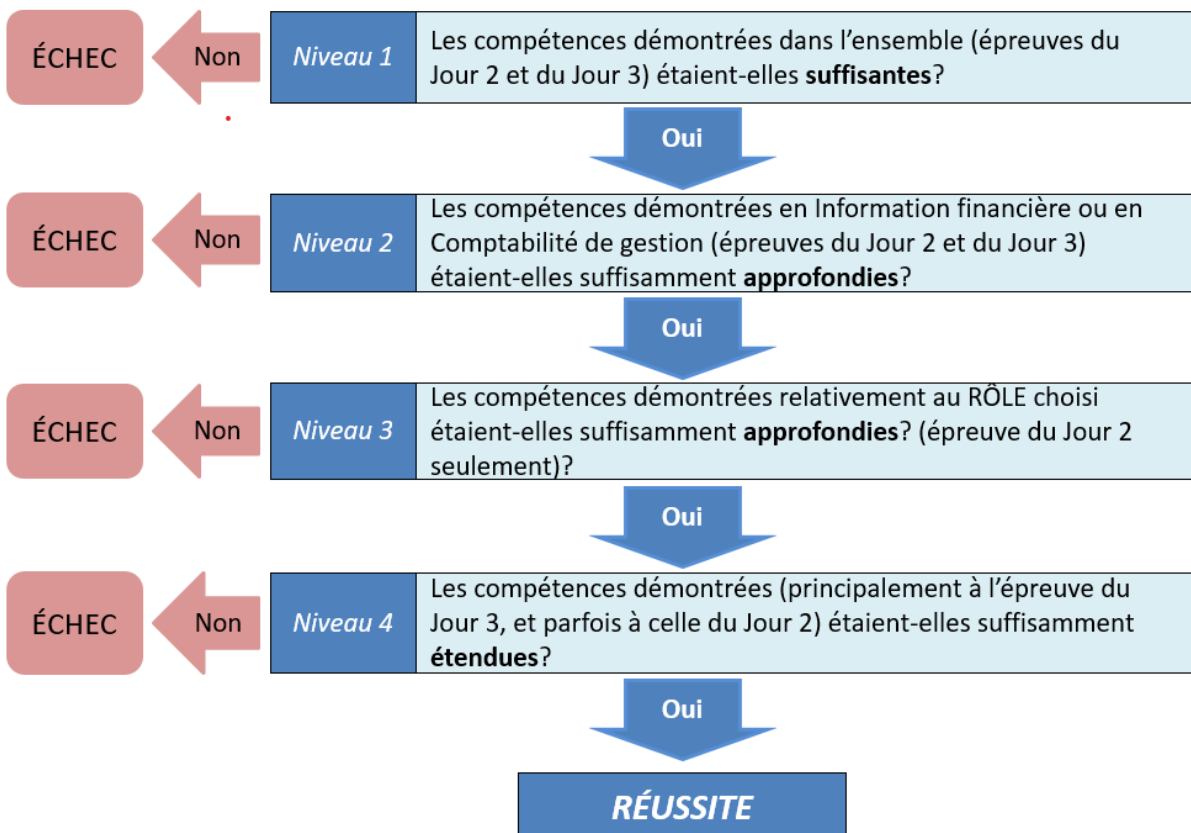 ÉCHEC
Non
Niveau 1
Les compétences démontrées dans l’ensemble (épreuves du
Jour 2 et du Jour 3) étaient-elles suffisantes?
Oui
ÉCHEC
Non
Niveau 2
Les compétences démontrées en Information financière ou en
Comptabilité de gestion (épreuves du Jour 2 et du Jour 3)
étaient-elles suffisamment approfondies?
Oui
ÉCHEC
Non
Niveau 3
Les compétences démontrées relativement au RÔLE choisi
étaient-elles suffisamment approfondies? (épreuve du Jour 2
seulement)?
Oui
ÉCHEC
Non
Niveau 4
Les compétences démontrées (principalement à l’épreuve du
Jour 3, et parfois à celle du Jour 2) étaient-elles suffisamment
étendues?
Oui
RÉUSSITE